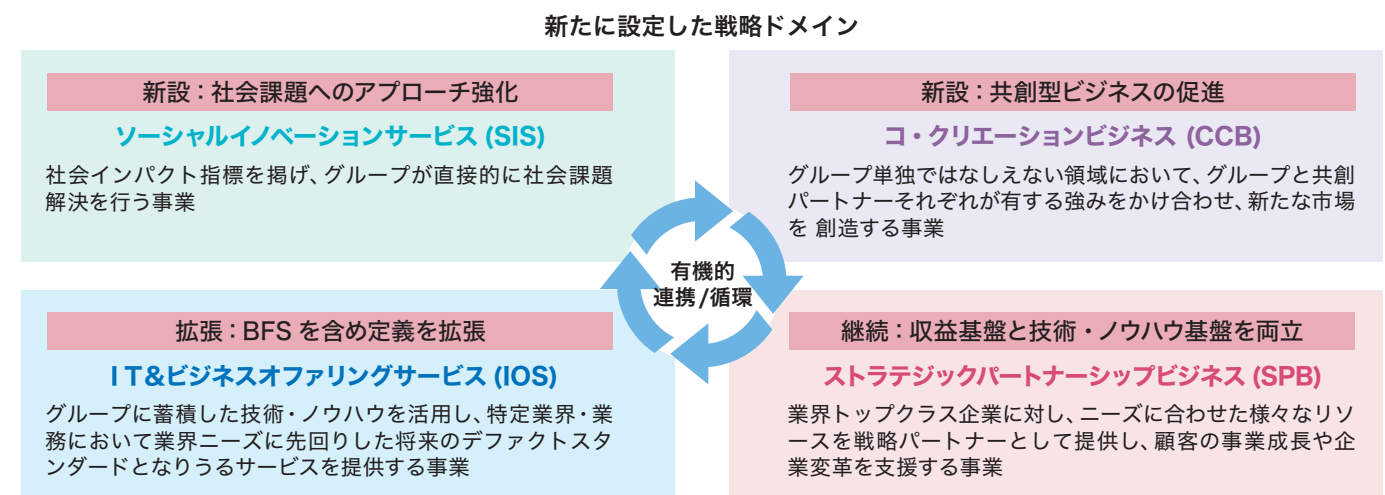 新たに設定した戦略ドメイン
新設：社会課題へのアプローチ強化
ソーシャルイノベーションサービス (SIS)
社会インパクト指標を掲げ、グループが直接的に社会課題
解決を行う事業
新設：共創型ビジネスの促進
コ・クリエーションビジネス (CCB)
グループ単独ではなしえない領域において、グループと共創
パートナーそれぞれが有する強みをかけ合わせ、新たな市場
を 創造する事業
有機的
連携/循環
拡張：BFS を含め定義を拡張
IT&ビジネスオファリングサービス (IOS)
グループに蓄積した技術・ノウハウを活用し、特定業界・業
務において業界ニーズに先回りした将来のデファクトスタ
ンダードとなりうるサービスを提供する事業
継続：収益基盤と技術・ノウハウ基盤を両立
ストラテジックパートナーシップビジネス (SPB)
業界トップクラス企業に対し、ニーズに合わせた様々なリソ
ースを戦略パートナーとして提供し、顧客の事業成長や企
業変革を支援する事業